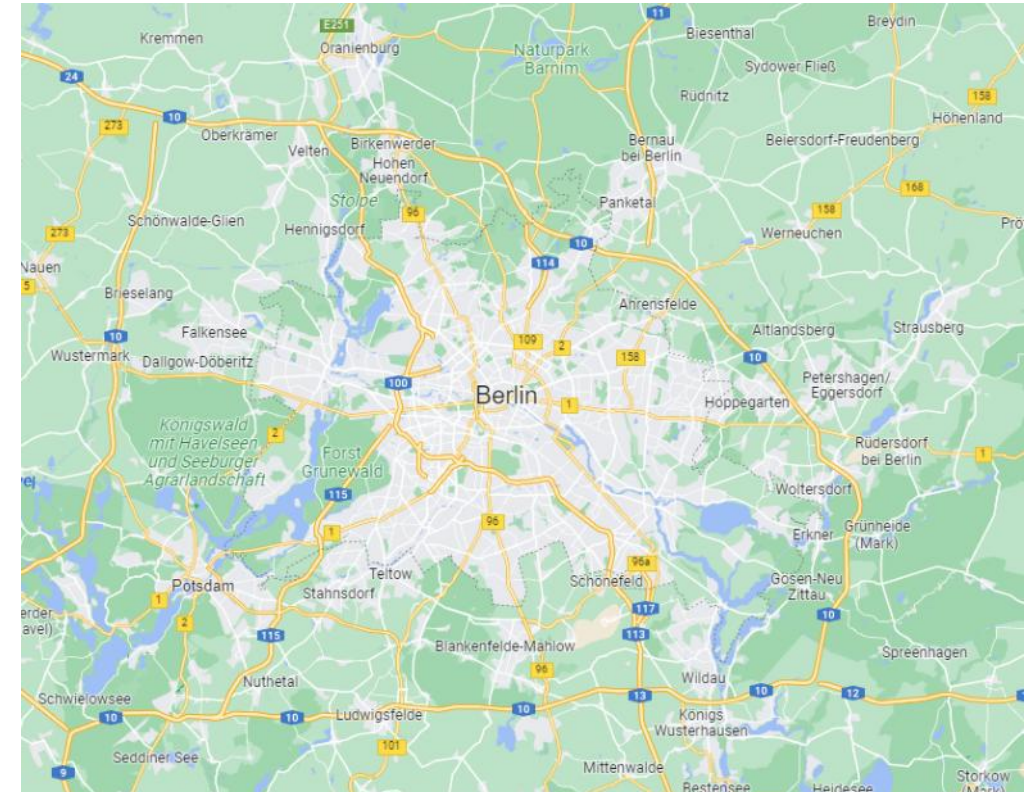 E251
11
Breydin
Kremmen
Oranienburg
Biesenthal
Naturpark
Barnim
Sydower Fließ
24
Rüdnitz
158
10
273
Höhenland
Oberkrämer
Velten
Birkenwerder
Hohen
Neuendorf
Bernau
bei Berlin
Beiersdorf-Freudenberg
168
Stolpe
96
Panketal
158
Schönwalde-Glien
Hennigsdorf
273
10
Werneuchen
Prö
Nauen
114
5
Brieselang
Ahrensfelde
Falkensee
10
109
2
Altlandsberg
Strausberg
Wustermark
Dallgow-Döberitz
158
10
100
Berlin
1
Petershagen/
Eggersdorf
Hoppegarten
Königswald
mit Havelseen
und Seeburger
Agrarlandschaft
2
Forst
Grunewald
Rüdersdorf
bei Berlin
1
115
Woltersdorf
1
96
Erkner
Grünheide
(Mark)
96a
Teltow
Schönefeld
Potsdam
Stahnsdorf
Gosen-Neu
Zittau
1
117
10
erder
avel)
2
115
113
Blankenfelde-Mahlow
Spreenhagen
96
Nuthetal
Wildau
Schwielowsee
10
12
13
10
10
10
Ludwigsfelde
Königs
Wusterhausen
101
Seddiner See
9
Mittenwalde
Storkow
(Mark)
Bestensee
Heidesee